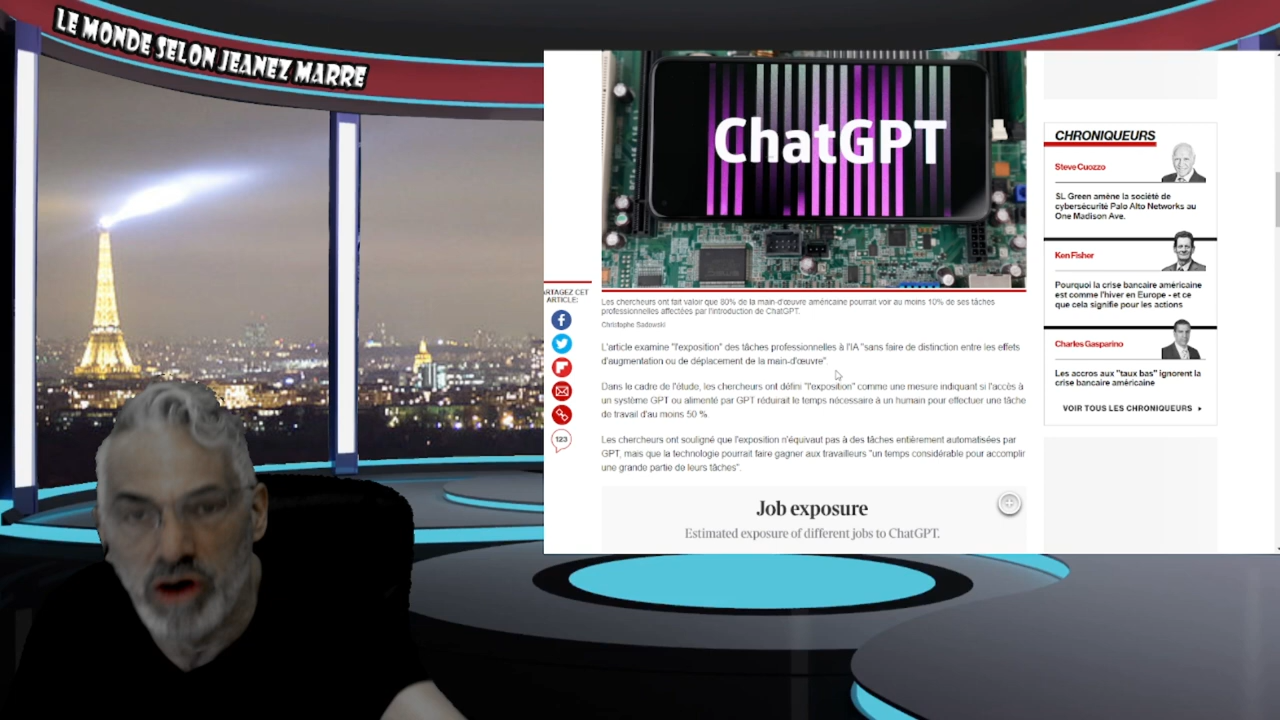 LE MONDE SELON JEANEZ MARRE
ChatGPT
RTAGEZ CET
ARTICLE:
123
Les chercheurs ont fait valoir que 80% de la main-d'œuvre américaine pourrait voir au moins 10% de ses tâches
professionnelles affectées par l'introduction de ChatGPT.
Christophe Sadowski
L'article examine "l'exposition" des tâches professionnelles à l'IA "sans faire de distinction entre les effets
d'augmentation ou de déplacement de la main-d'œuvre".
Dans le cadre de l'étude, les chercheurs ont défini "l'exposition" comme une mesure indiquant si l'accès à
un système GPT ou alimenté par GPT réduirait le temps nécessaire à un humain pour effectuer une tâche
de travail d'au moins 50 %.
Les chercheurs ont souligné que l'exposition n'équivaut pas à des tâches entièrement automatisées par
GPT, mais que la technologie pourrait faire gagner aux travailleurs "un temps considérable pour accomplir
une grande partie de leurs tâches".
Job exposure
Estimated exposure of different jobs to ChatGPT.
CHRONIQUEURS
Steve Cuozzo
SL Green amène la société de
cybersécurité Palo Alto Networks au
One Madison Ave.
Ken Fisher
Pourquoi la crise bancaire américaine
est comme l'hiver en Europe - et ce
que cela signifie pour les actions
Charles Gasparino
Les accros aux "taux bas" ignorent la
crise bancaire américaine
VOIR TOUS LES CHRONIQUEURS